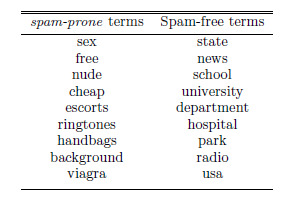 spam-prone terms Spam-free terms
sex state
free news
nude school
cheap university
escorts department
ringtones hospital
handbags park
background radio
viagra usa